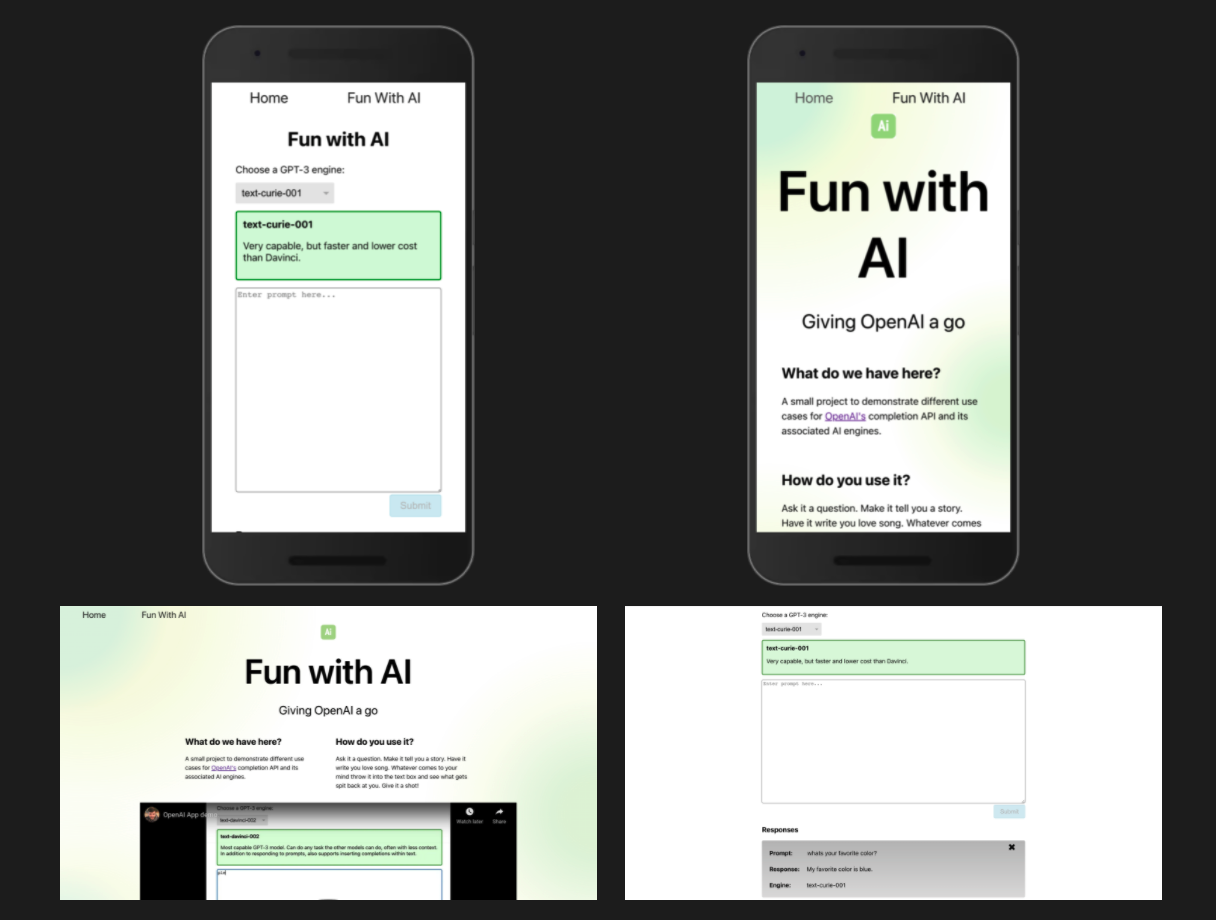 Home Fun With AI
Fun with AI
Choose a GPT-3 engine:
text-curie-001
text-curie-001
Very capable, but faster and lower cost
than Davinci.
Enter prompt here...
Submit
Home Fun With AI
Ai
Fun with
AI
Giving OpenAI a go
What do we have here?
A small project to demonstrate different use
cases for OpenAI's completion API and its
associated AI engines.
How do you use it?
Ask it a question. Make it tell you a story.
Have it write you love song. Whatever comes
Home Fun With AI
Ai
Fun with AI
Giving OpenAI a go
What do we have here?
A small project to demonstrate different use
cases for OpenAI's completion API and its
associated AI engines.
How do you use it?
Ask it a question. Make it tell you a story. Have it
write you love song. Whatever comes to your
mind throw it into the text box and see what gets
spit back at you. Give it a shot!
OpenAI App demo
Choose a GPT-3 engine:
text-davinci-002
Watch later Share
text-davinci-002
Most capable GPT-3 model. Can do any task the other models can do, often with less context.
In addition to responding to prompts, also supports inserting completions within text.
Choose a GPT-3 engine:
text-curie-001
text-curie-001
Very capable, but faster and lower cost than Davinci.
Enter prompt here...
Submit
Responses
Prompt: whats your favorite color?
Response: My favorite color is blue.
Engine: text-curie-001